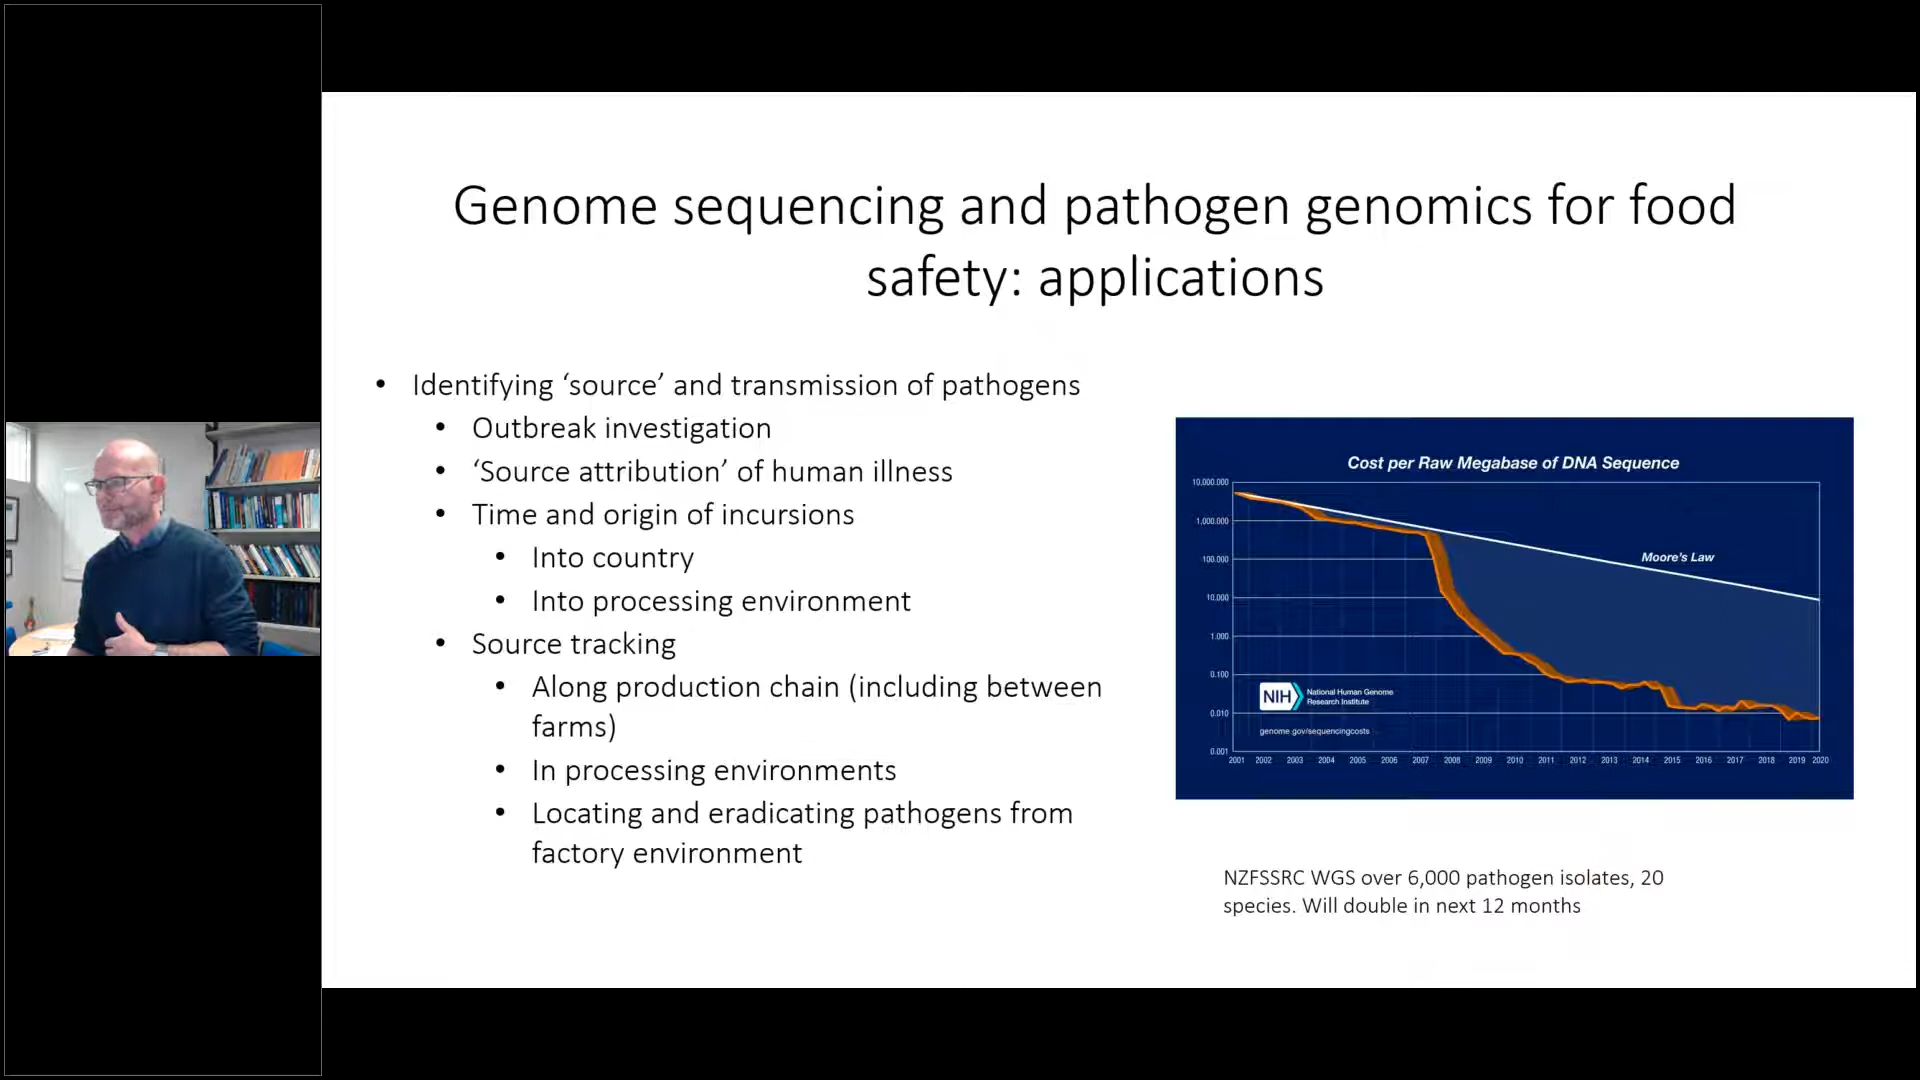 Genome sequencing and pathogen genomics for food
safety: applications
• Identifying ‘source’ and transmission of pathogens
• Outbreak investigation
• ‘Source attribution’ of human illness
• Time and origin of incursions
• Into country
• Into processing environment
• Source tracking
• Along production chain (including between
farms)
• In processing environments
• Locating and eradicating pathogens from
factory environment
Cost per Raw Megabase of DNA Sequence
10,000.000
1,000.000
100.000
10.000
1.000
0.100
0.010
0.001
Moore's Law
NIH National Human Genome
Research Institute
genome.gov/sequencingcosts
2001 2002 2003 2004 2005 2006 2007 2008 2009 2010 2011 2012 2013 2014 2015 2016 2017 2018 2019 2020
NZFSSRC WGS over 6,000 pathogen isolates, 20
species. Will double in next 12 months